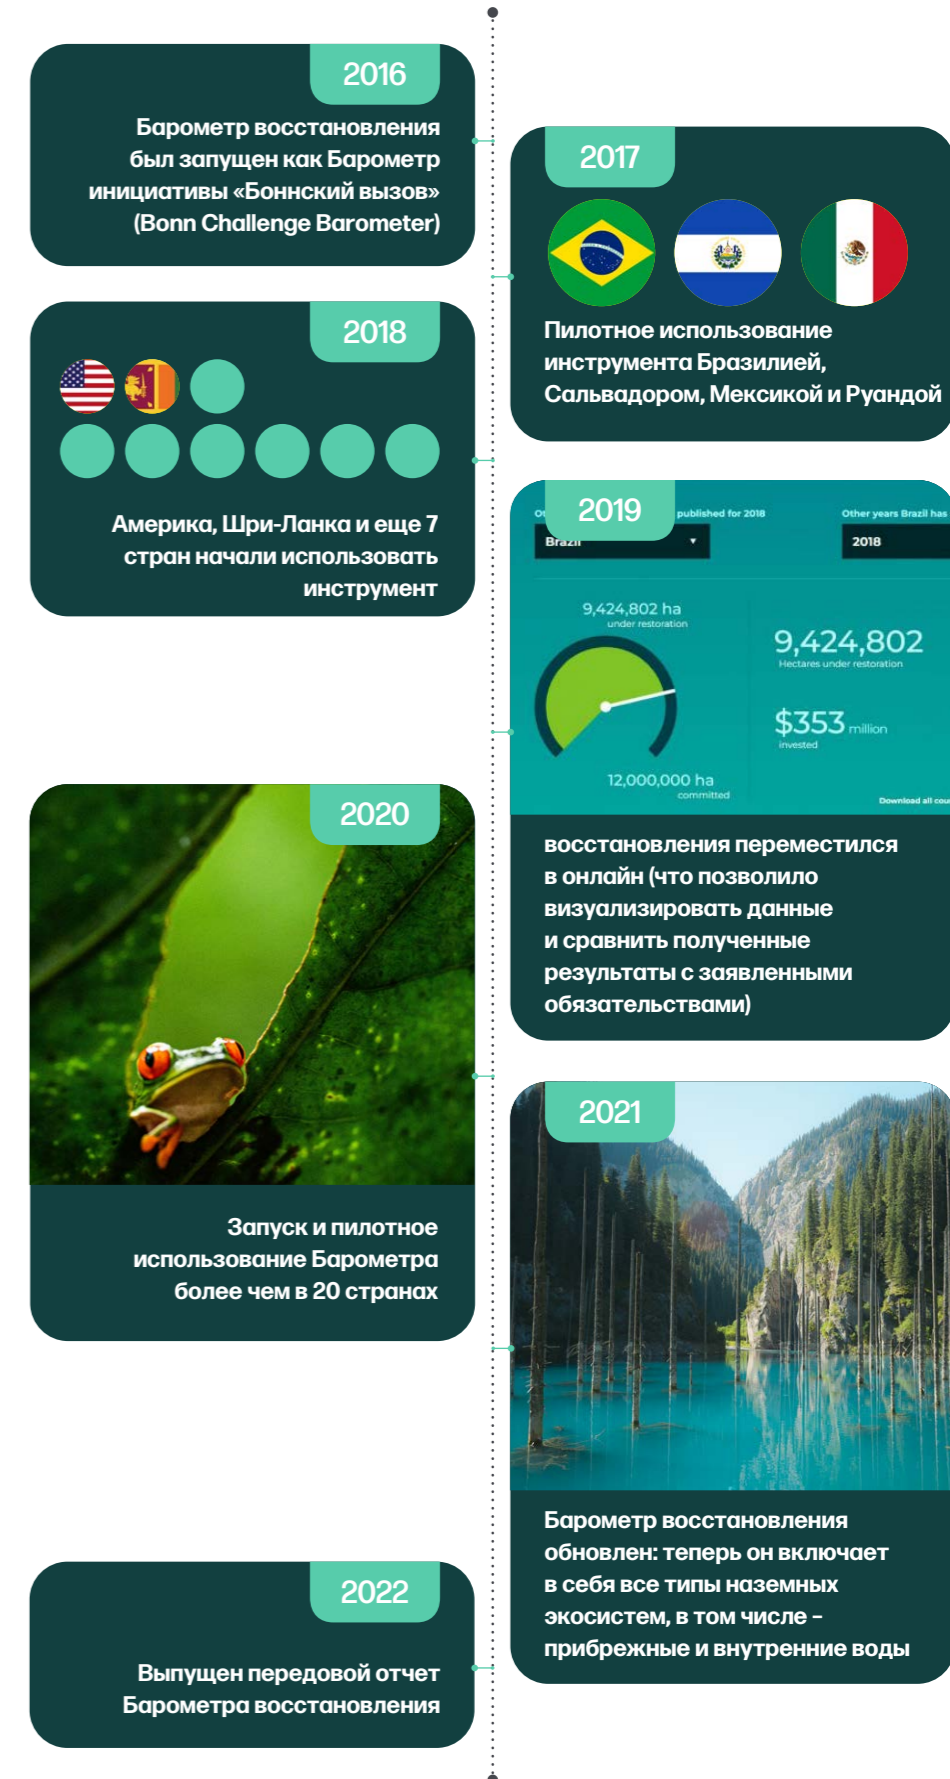 2016
Барометр восстановления
был запущен как Барометр
инициативы «Боннский вызов»
(Bonn Challenge Barometer)
2017
Пилотное использование
инструмента Бразилией,
Сальвадором, Мексикой и Руандой
2018
Америка, Шри-Ланка и еще 7
стран начали использовать
инструмент
2019
published for 2018
Other years Brazil has
Brazil
2018
9,424,802 ha
under restoration
9,424,802
Hectares under restoration
$353 million
invested
12,000,000 ha
committed
Download all
восстановления переместился
в онлайн (что позволило
визуализировать данные
и сравнить полученные
результаты с заявленными
обязательствами)
2020
Запуск и пилотное
использование Барометра
более чем в 20 странах
2021
Барометр восстановления
обновлен: теперь он включает
в себя все типы наземных
экосистем, в том числе –
прибрежные и внутренние воды
2022
Выпущен передовой отчет
Барометра восстановления